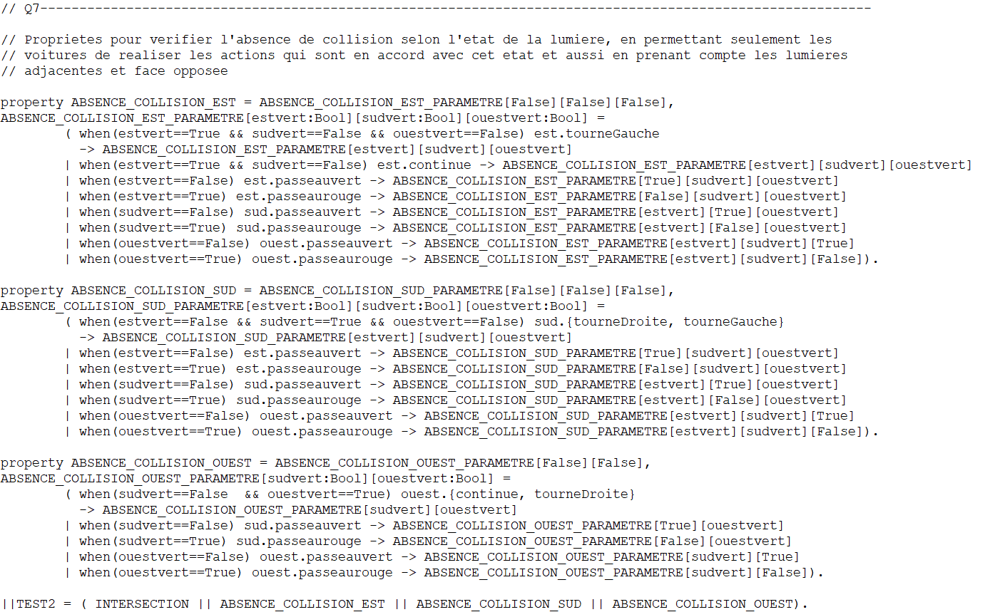 // Q7----------------------------------------------------------------------------------------------------------
// Proprietes pour verifier l'absence de collision selon l'etat de la lumiere, en permettant seulement les
// voitures de realiser les actions qui sont en accord avec cet etat et aussi en prenant compte les lumieres
// adjacentes et face opposee
property ABSENCE_COLLISION_EST = ABSENCE_COLLISION_EST_PARAMETRE[False][False][False],
ABSENCE_COLLISION_EST_PARAMETRE[estvert:Bool][sudvert:Bool][ouestvert:Bool] =
( when(estvert==True && sudvert==False && ouestvert==False) est.tourneGauche
-> ABSENCE_COLLISION_EST_PARAMETRE[estvert][sudvert][ouestvert]
| when(estvert==True && sudvert==False) est.continue -> ABSENCE_COLLISION_EST_PARAMETRE[estvert][sudvert][ouestvert]
| when(estvert==False) est.passeauvert -> ABSENCE_COLLISION_EST_PARAMETRE[True][sudvert][ouestvert]
| when(estvert==True) est.passeaurouge -> ABSENCE_COLLISION_EST_PARAMETRE[False][sudvert][ouestvert]
| when(sudvert==False) sud.passeauvert -> ABSENCE_COLLISION_EST_PARAMETRE[estvert][True][ouestvert]
| when(sudvert==True) sud.passeaurouge -> ABSENCE_COLLISION_EST_PARAMETRE[estvert][False][ouestvert]
| when(ouestvert==False) ouest.passeauvert -> ABSENCE_COLLISION_EST_PARAMETRE[estvert][sudvert][True]
| when(ouestvert==True) ouest.passeaurouge -> ABSENCE_COLLISION_EST_PARAMETRE[estvert][sudvert][False]).
property ABSENCE_COLLISION_SUD = ABSENCE_COLLISION_SUD_PARAMETRE[False][False][False],
ABSENCE_COLLISION_SUD_PARAMETRE[estvert:Bool][sudvert:Bool][ouestvert:Bool] =
( when(estvert==False && sudvert==True && ouestvert==False) sud.{tourneDroite, tourneGauche}
-> ABSENCE_COLLISION_SUD_PARAMETRE[estvert][sudvert][ouestvert]
| when(estvert==False) est.passeauvert -> ABSENCE_COLLISION_SUD_PARAMETRE[True][sudvert][ouestvert]
| when(estvert==True) est.passeaurouge -> ABSENCE_COLLISION_SUD_PARAMETRE[False][sudvert][ouestvert]
| when(sudvert==False) sud.passeauvert -> ABSENCE_COLLISION_SUD_PARAMETRE[estvert][True][ouestvert]
| when(sudvert==True) sud.passeaurouge -> ABSENCE_COLLISION_SUD_PARAMETRE[estvert][False][ouestvert]
| when(ouestvert==False) ouest.passeauvert -> ABSENCE_COLLISION_SUD_PARAMETRE[estvert][sudvert][True]
| when(ouestvert==True) ouest.passeaurouge -> ABSENCE_COLLISION_SUD_PARAMETRE[estvert][sudvert][False]).
property ABSENCE_COLLISION_OUEST = ABSENCE_COLLISION_OUEST_PARAMETRE[False][False],
ABSENCE_COLLISION_OUEST_PARAMETRE[sudvert:Bool][ouestvert:Bool] =
( when(sudvert==False  && ouestvert==True) ouest.{continue, tourneDroite}
-> ABSENCE_COLLISION_OUEST_PARAMETRE[sudvert][ouestvert]
| when(sudvert==False) sud.passeauvert -> ABSENCE_COLLISION_OUEST_PARAMETRE[True][ouestvert]
| when(sudvert==True) sud.passeaurouge -> ABSENCE_COLLISION_OUEST_PARAMETRE[False][ouestvert]
| when(ouestvert==False) ouest.passeauvert -> ABSENCE_COLLISION_OUEST_PARAMETRE[sudvert][True]
| when(ouestvert==True) ouest.passeaurouge -> ABSENCE_COLLISION_OUEST_PARAMETRE[sudvert][False]).
||TEST2 = ( INTERSECTION || ABSENCE_COLLISION_EST || ABSENCE_COLLISION_SUD || ABSENCE_COLLISION_OUEST).